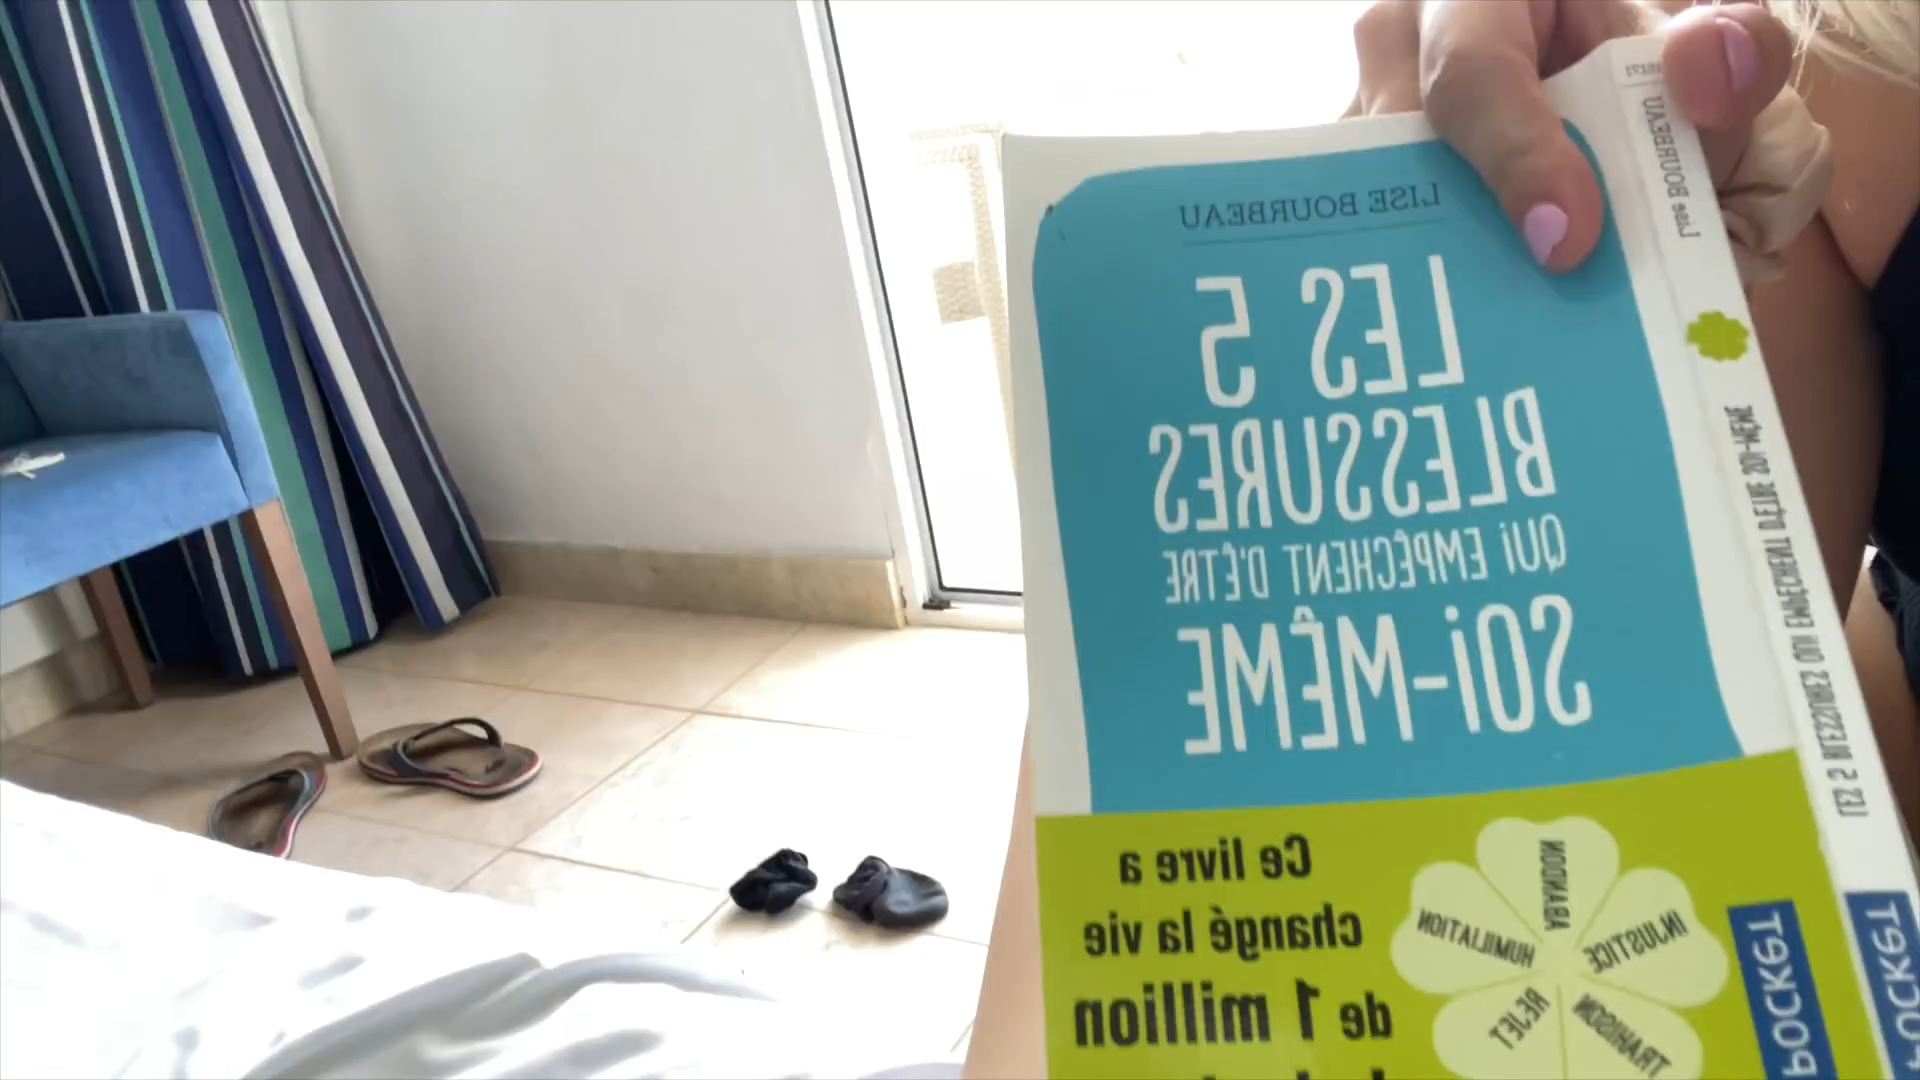 LISE BOURBEAU
LES 5
BLESSURES
QUI EMPÊCHENT D'ÊTRE
SOI-MÊME
Ce livre a
changé la vie
de 1 million
ABANDON
INJUSTICE
TRAHISON
REJET
HUMILIATION
POCKET
Lise BOURBEAU
LES 5 BLESSURES QUI EMPÊCHENT D'ÊTRE SOI-MÊME
POCKET